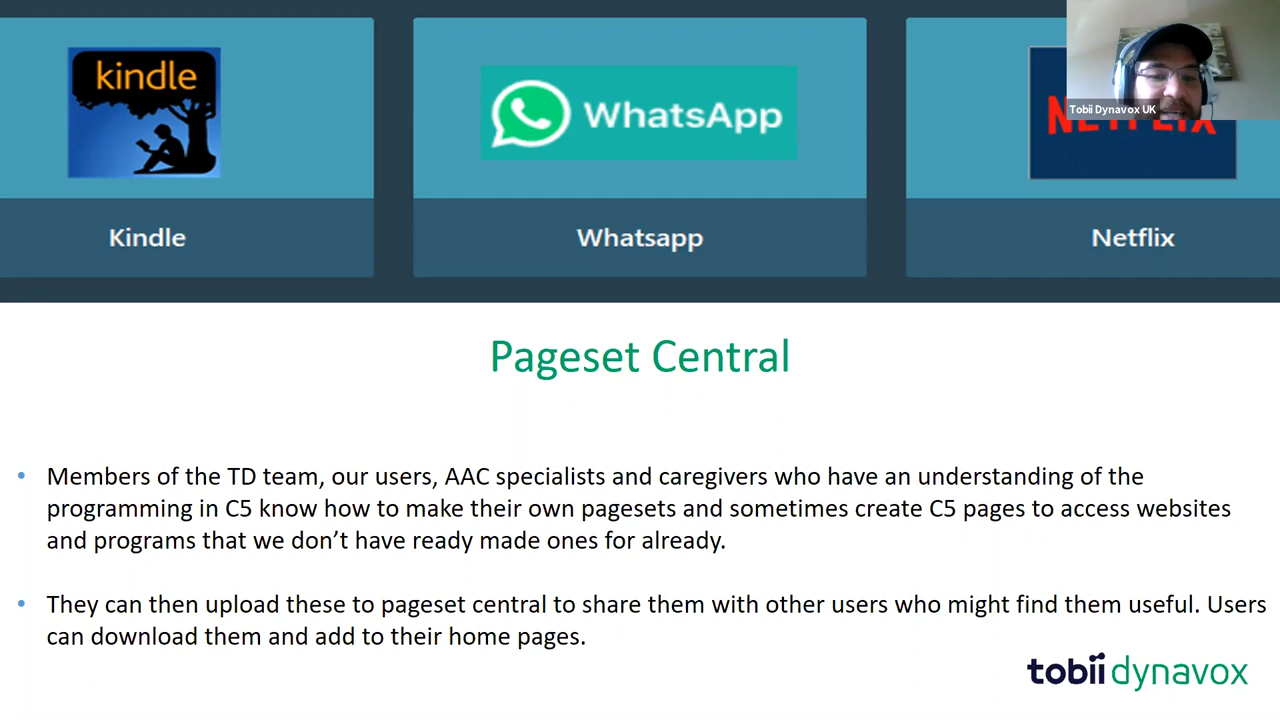 kindle
WhatsApp
NETFLIX
Tobii Dynavox UK
Kindle
Whatsapp
Netflix
Pageset Central
• Members of the TD team, our users, AAC specialists and caregivers who have an understanding of the
programming in C5 know how to make their own pagesets and sometimes create C5 pages to access websites
and programs that we don’t have ready made ones for already.
• They can then upload these to pageset central to share them with other users who might find them useful. Users
can download them and add to their home pages.
tobii dynavox